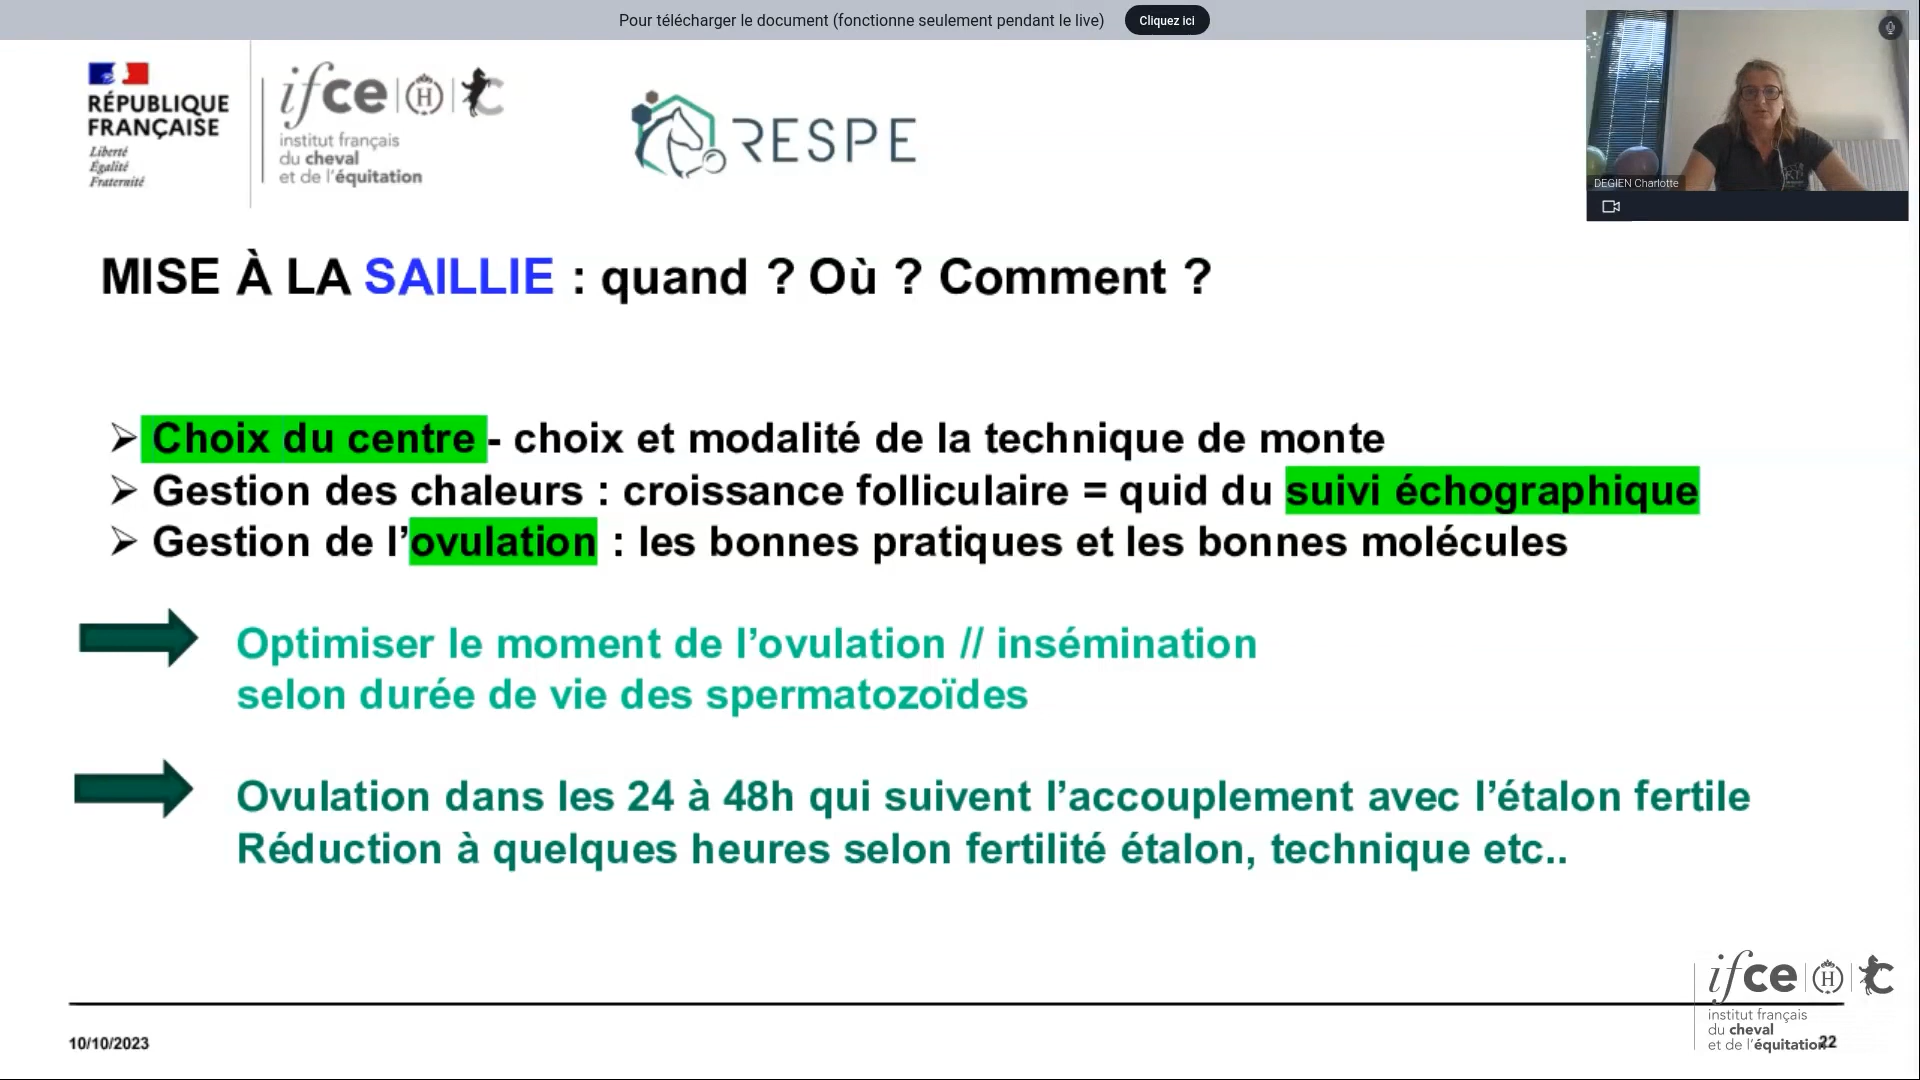 Pour télécharger le document (fonctionne seulement pendant le live)
Cliquez ici
RÉPUBLIQUE
FRANÇAISE
Liberté
Égalité
Fraternité
ifce
H
institut français
du cheval
et de l'équitation
RESPE
DEGIEN Charlotte
MISE À LA SAILLIE : quand ? Où ? Comment ?
➢ Choix du centre - choix et modalité de la technique de monte
➢ Gestion des chaleurs : croissance folliculaire = quid du suivi échographique
➢ Gestion de l’ovulation : les bonnes pratiques et les bonnes molécules
Optimiser le moment de l’ovulation // insémination
selon durée de vie des spermatozoïdes
Ovulation dans les 24 à 48h qui suivent l’accouplement avec l’étalon fertile
Réduction à quelques heures selon fertilité étalon, technique etc..
ifce
H
institut français
du cheval
et de l'équitation
10/10/2023
22